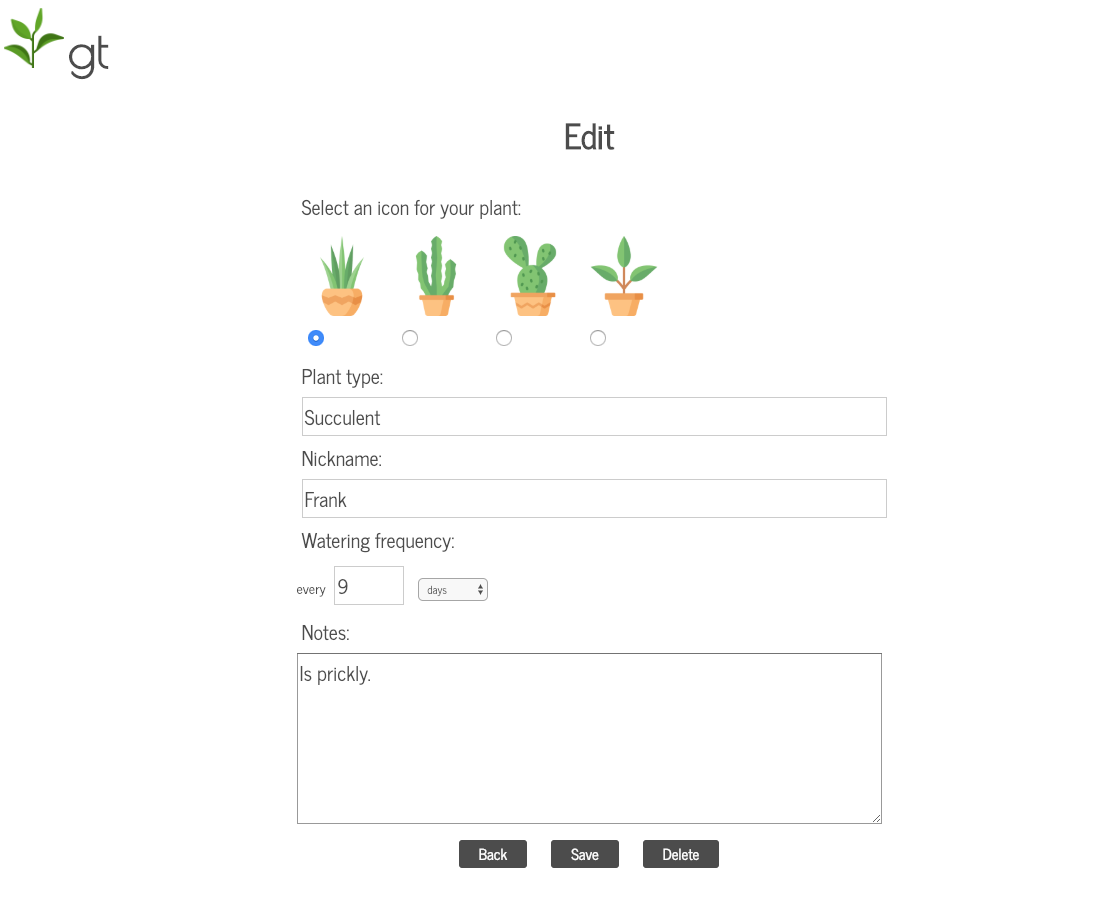 gt
Edit
Select an icon for your plant:
Plant type:
Succulent
Nickname:
Frank
Watering frequency:
every 9 days
Notes:
Is prickly.
Back Save Delete